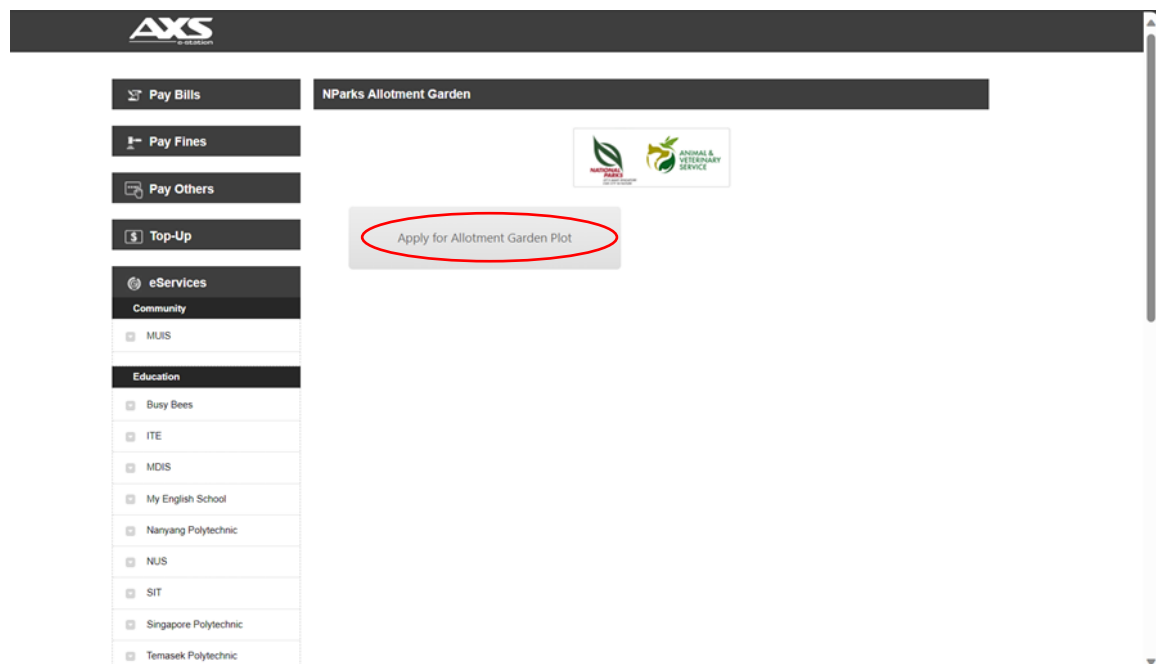 AXS
e-station
Pay Bills
NParks Allotment Garden
Pay Fines
NATIONAL
PARKS
ANIMAL &
VETERINARY
SERVICE
Pay Others
Top-Up
Apply for Allotment Garden Plot
eServices
Community
MUIS
Education
Busy Bees
ITE
MDIS
My English School
Nanyang Polytechnic
NUS
SIT
Singapore Polytechnic
Temasek Polytechnic